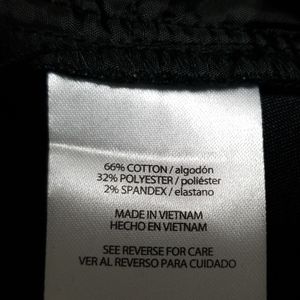 66% COTTON / algodón
32% POLYESTER / poliéster
2% SPANDEX / elastano
MADE IN VIETNAM
HECHO EN VIETNAM
SEE REVERSE FOR CARE
VER AL REVERSO PARA CUIDADO